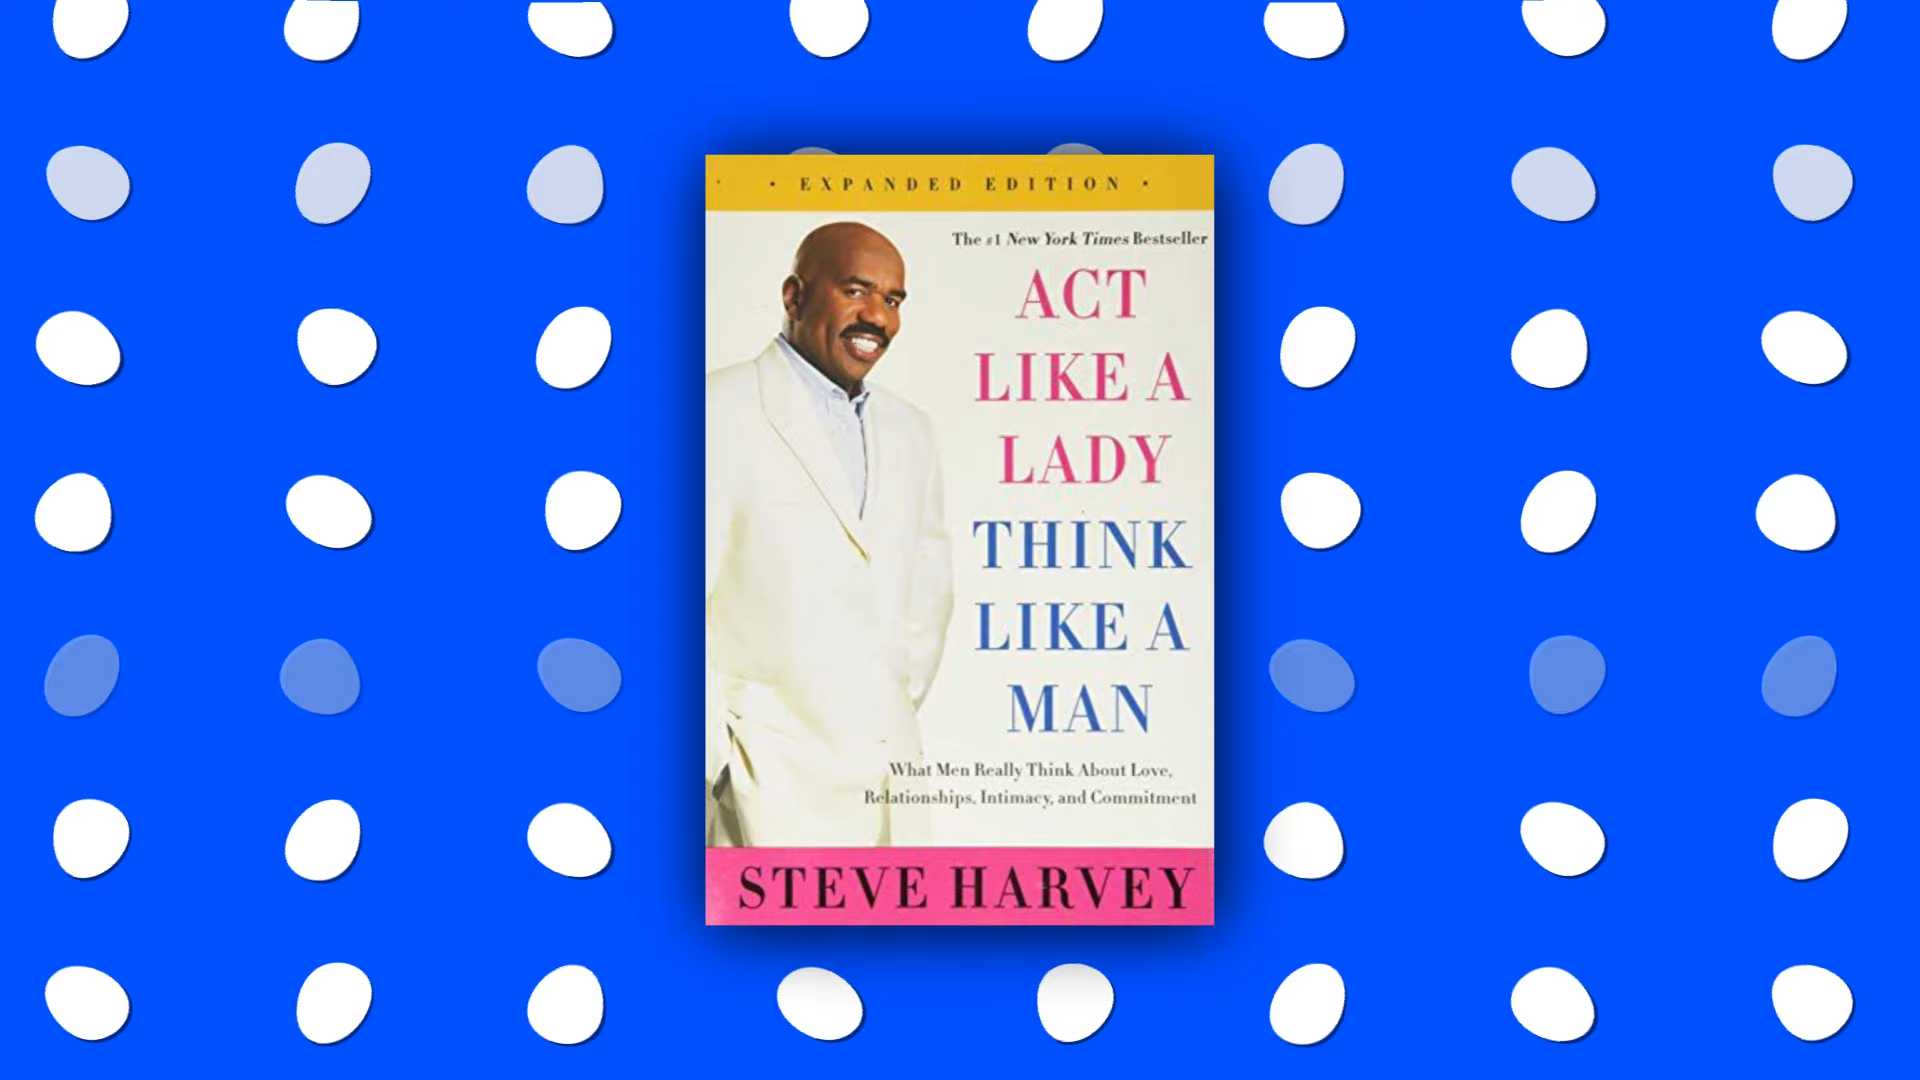 • EXPANDED EDITION •
The #1 New York Times Bestseller
ACT
LIKE A
LADY
THINK
LIKE A
MAN
What Men Really Think About Love,
Relationships, Intimacy, and Commitment
STEVE HARVEY